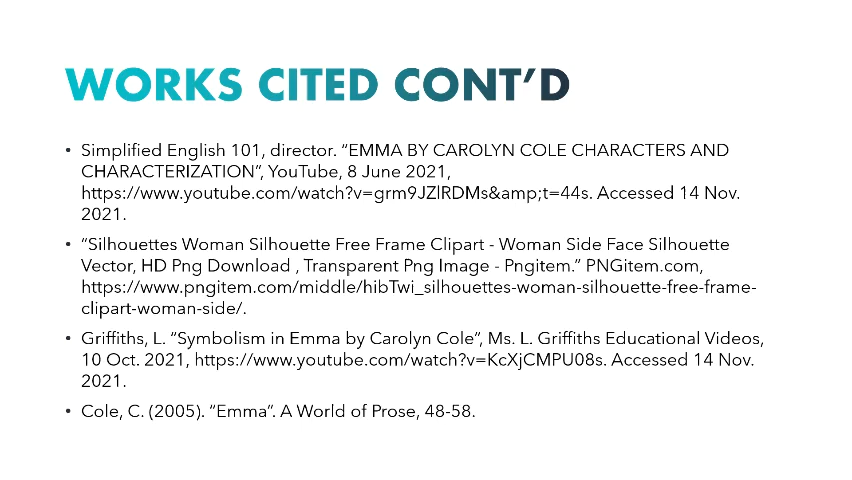 WORKS CITED CONT’D
• Simplified English 101, director. “EMMA BY CAROLYN COLE CHARACTERS AND
CHARACTERIZATION”, YouTube, 8 June 2021,
https://www.youtube.com/watch?v=grm9JZlRDMs&amp;t=44s. Accessed 14 Nov.
2021.
• “Silhouettes Woman Silhouette Free Frame Clipart - Woman Side Face Silhouette
Vector, HD Png Download , Transparent Png Image - Pngitem.” PNGitem.com,
https://www.pngitem.com/middle/hibTwi_silhouettes-woman-silhouette-free-frame-
clipart-woman-side/.
• Griffiths, L. “Symbolism in Emma by Carolyn Cole”, Ms. L. Griffiths Educational Videos,
10 Oct. 2021, https://www.youtube.com/watch?v=KcXjCMPU08s. Accessed 14 Nov.
2021.
• Cole, C. (2005). “Emma”. A World of Prose, 48-58.